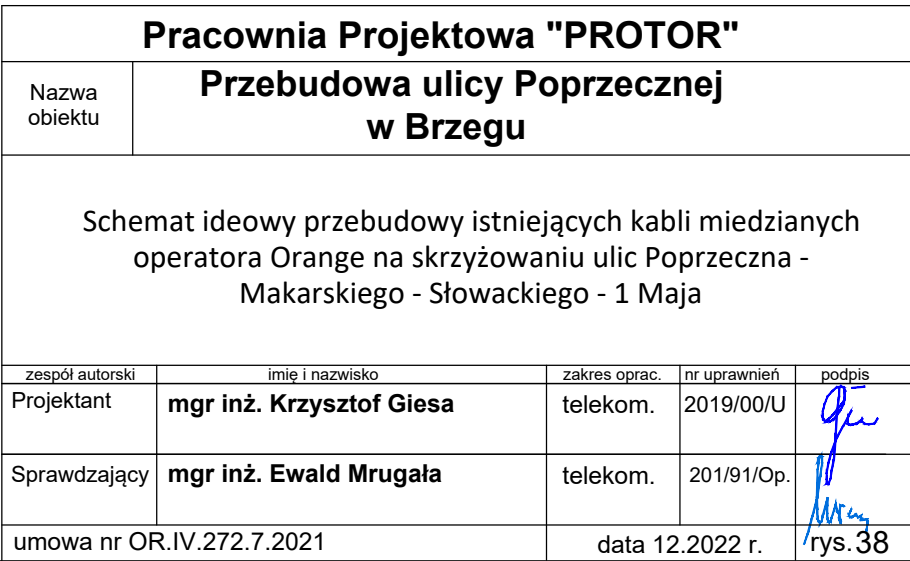 Pracownia Projektowa "PROTOR"
Nazwa
obiektu
Przebudowa ulicy Poprzecznej
w Brzegu
Schemat ideowy przebudowy istniejących kabli miedzianych
operatora Orange na skrzyżowaniu ulic Poprzeczna -
Makarskiego - Słowackiego - 1 Maja
zespół autorski imię i nazwisko zakres oprac. nr uprawnień podpis
Projektant mgr inż. Krzysztof Giesa telekom. 2019/00/U
Sprawdzający mgr inż. Ewald Mrugała telekom. 201/91/Op.
umowa nr OR.IV.272.7.2021 data 12.2022 r. rys.38